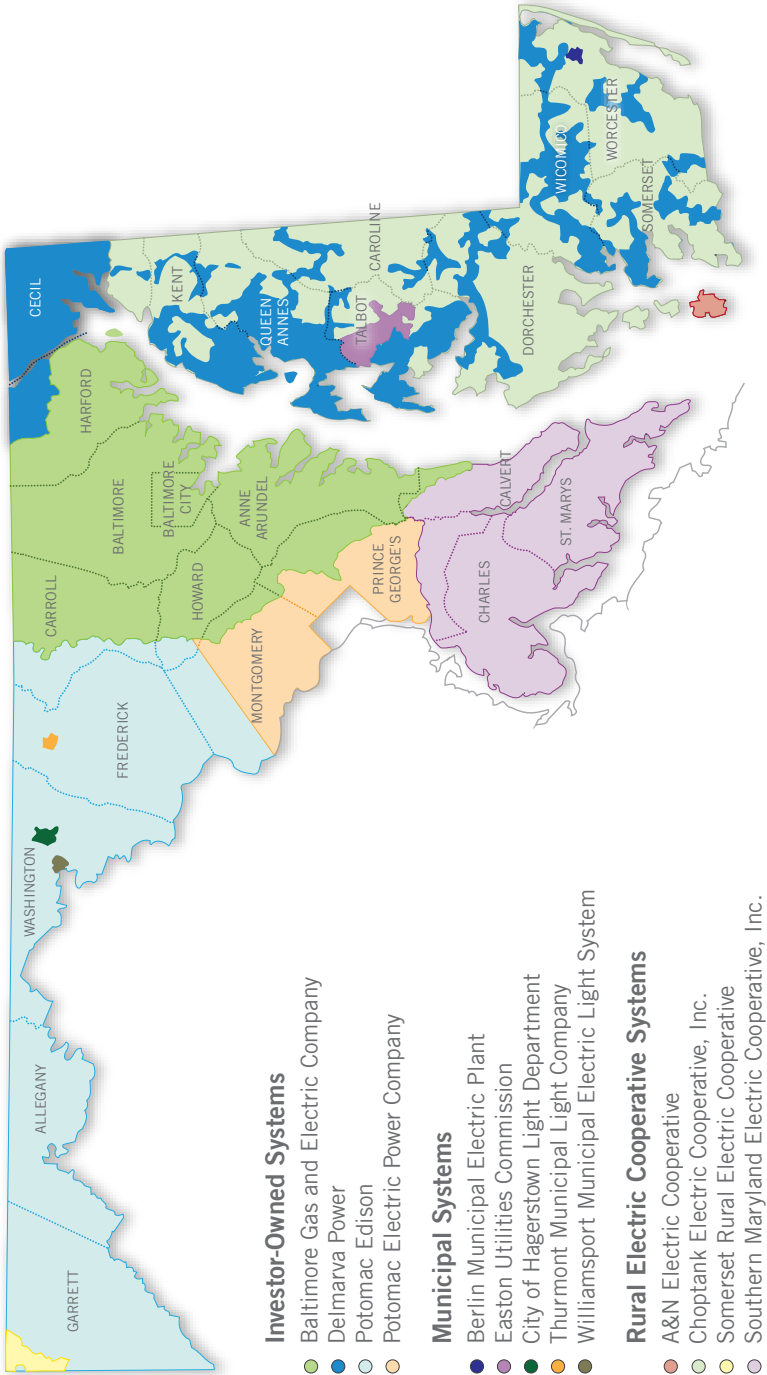 GARRETT
ALLEGANY
WASHINGTON
FREDERICK
CARROLL
BALTIMORE
HARFORD
CECIL
BALTIMORE
CITY
HOWARD
MONTGOMERY
ANNE
ARUNDEL
PRINCE
GEORGE'S
CHARLES
CALVERT
ST. MARYS
KENT
QUEEN
ANNES
TALBOT
CAROLINE
DORCHESTER
WICOMICO
WORCESTER
SOMERSET
Investor-Owned Systems
Baltimore Gas and Electric Company
Delmarva Power
Potomac Edison
Potomac Electric Power Company
Municipal Systems
Berlin Municipal Electric Plant
Easton Utilities Commission
City of Hagerstown Light Department
Thurmont Municipal Light Company
Williamsport Municipal Electric Light System
Rural Electric Cooperative Systems
A&N Electric Cooperative
Choptank Electric Cooperative, Inc.
Somerset Rural Electric Cooperative
Southern Maryland Electric Cooperative, Inc.